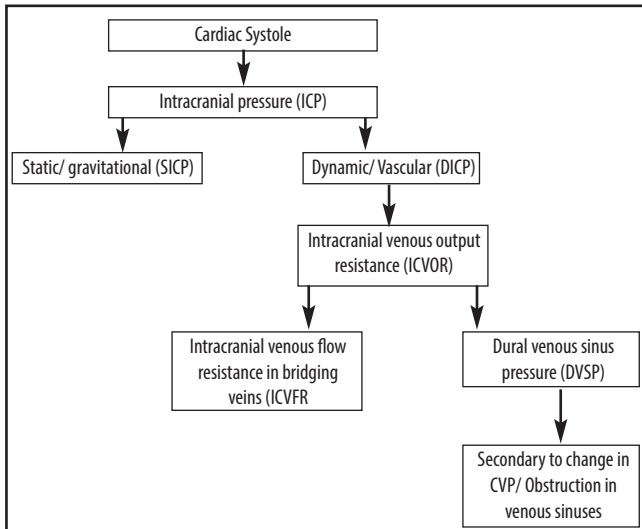 Cardiac Systole
Intracranial pressure (ICP)
Static/ gravitational (SICP)
Dynamic/ Vascular (DICP)
Intracranial venous output
resistance (ICVOR)
Intracranial venous flow
resistance in bridging
veins (ICVFR
Dural venous sinus
pressure (DVSP)
Secondary to change in
CVP/ Obstruction in
venous sinuses